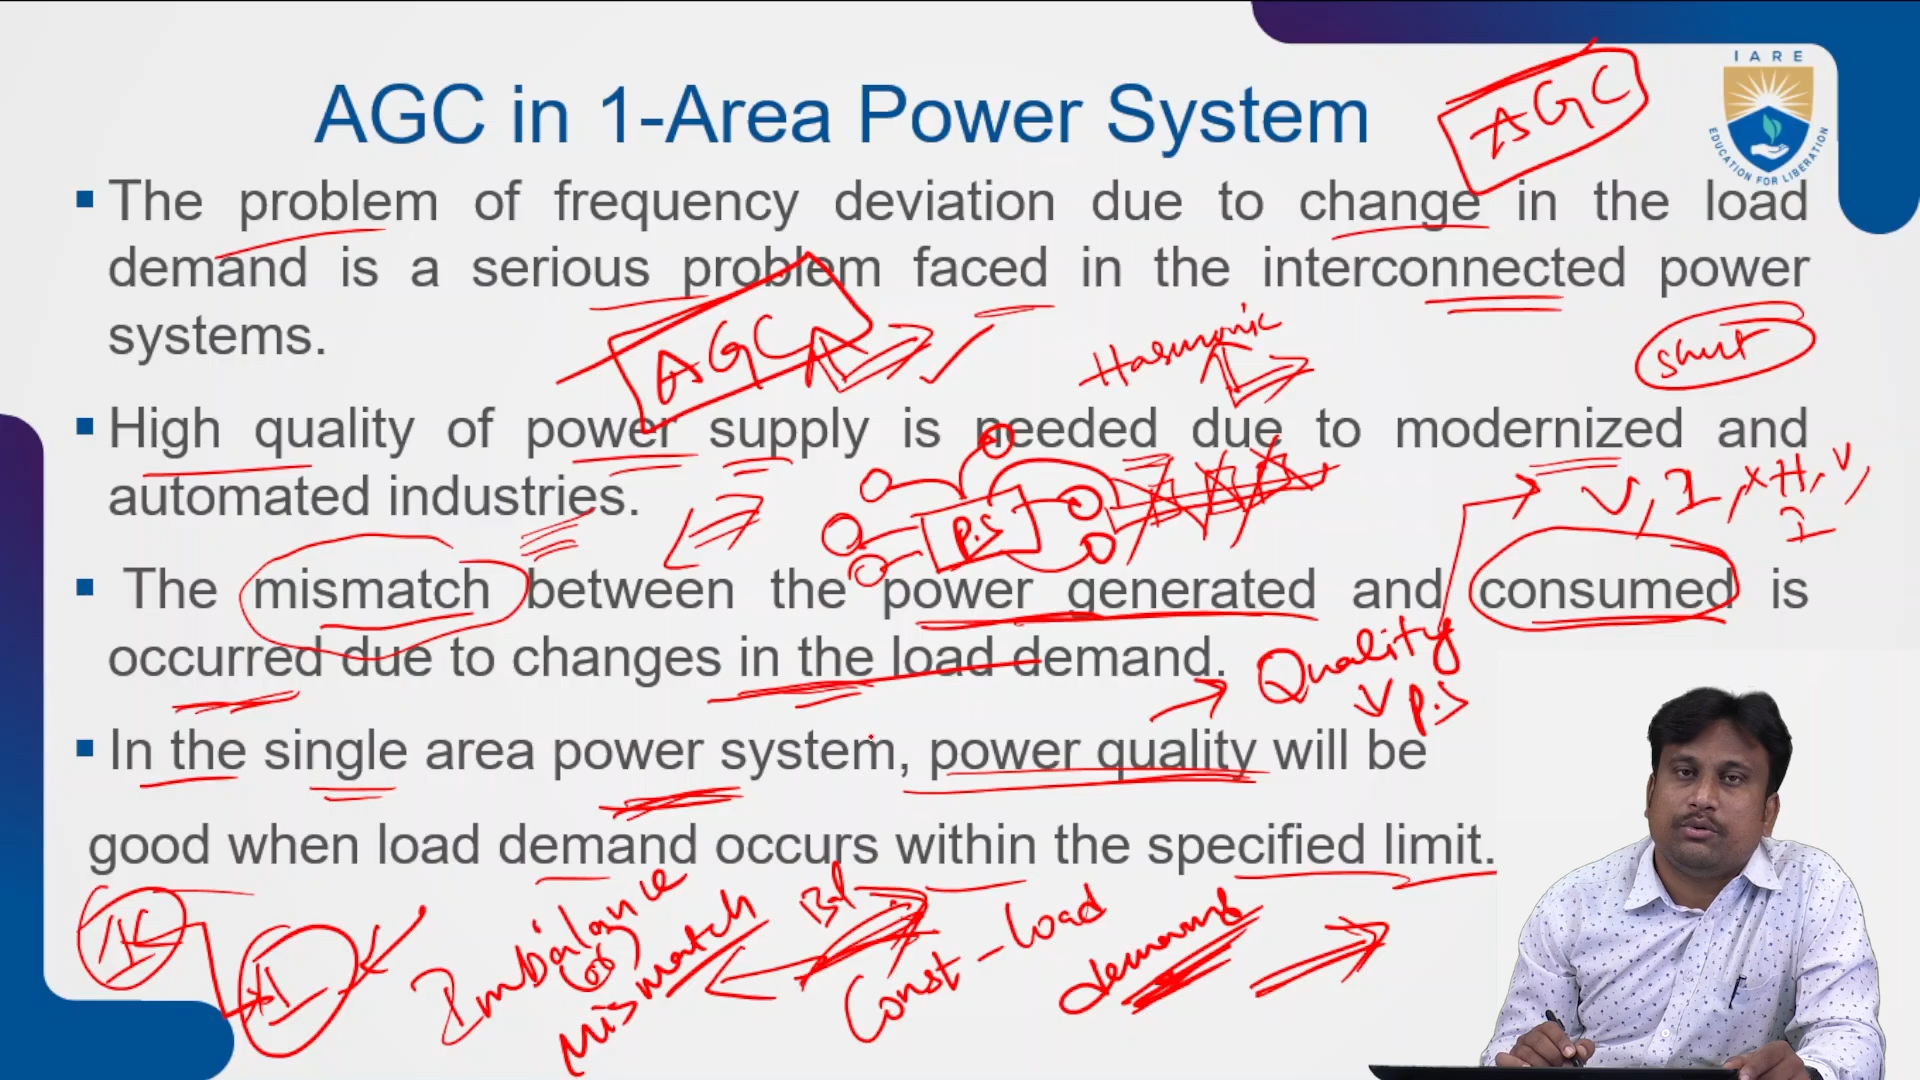 IARE
EDUCATION FOR LIBERATION
AGC in 1-Area Power System
AGC
▪ The problem of frequency deviation due to change in the load
demand is a serious problem faced in the interconnected power
systems.
AGC
Harmonic
▪ High quality of power supply is needed due to modernized and
automated industries.
P.S
V, I,
▪ The mismatch between the power generated and consumed is
occurred due to changes in the load demand.
Quality
P.S
▪ In the single area power system, power quality will be
good when load demand occurs within the specified limit.
Imbalance
(or)
mismatch
Const-load
demand